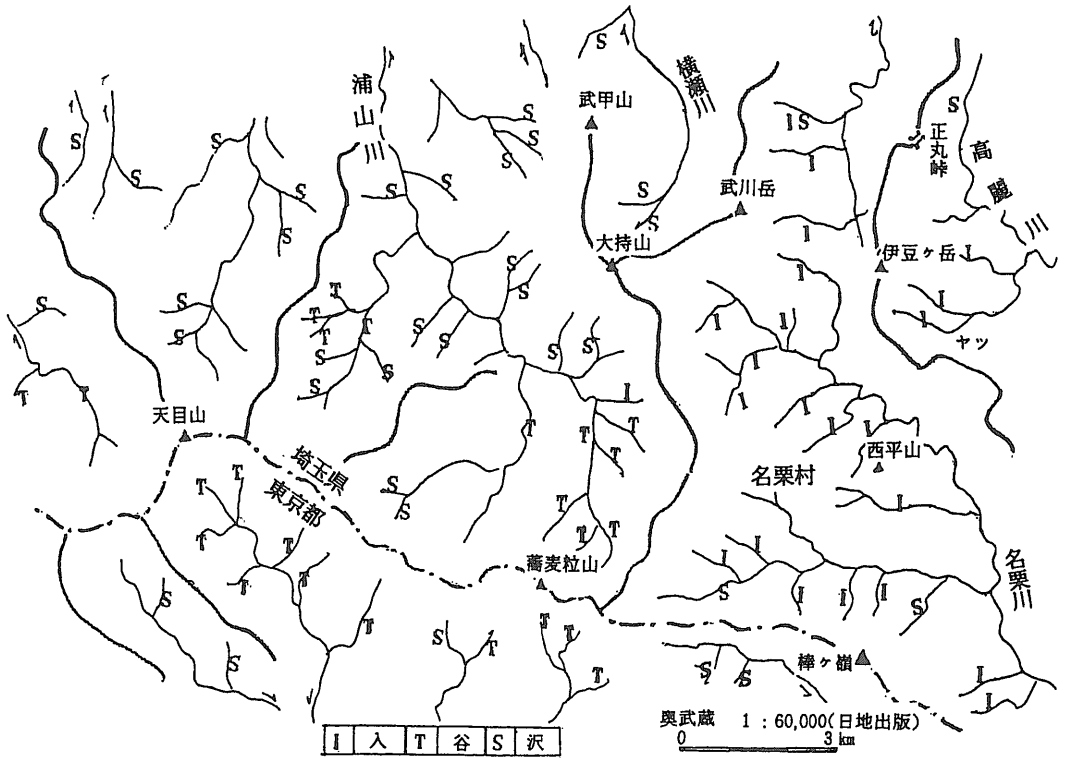 浦山川
横瀬川
武甲山
正丸峠
高麗川
武川岳
大持山
伊豆ヶ岳
ヤツ
天目山
埼玉県
東京都
西平山
名栗村
名栗川
蕎麦粒山
棒ヶ嶺
奥武蔵 1:60,000(日地出版)
0 3km
I 入 T 谷 S 沢